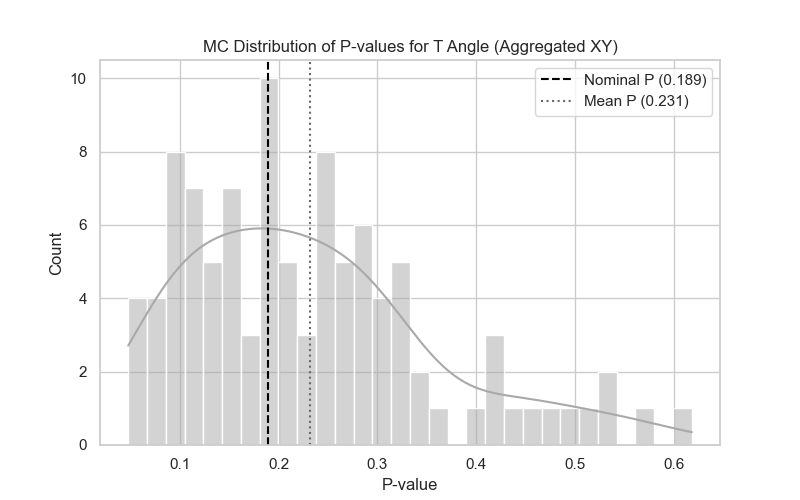 MC Distribution of P-values for T Angle (Aggregated XY)
Nominal P (0.189)
Mean P (0.231)
10
8
6
4
2
0
Count
0.1 0.2 0.3 0.4 0.5 0.6
P-value